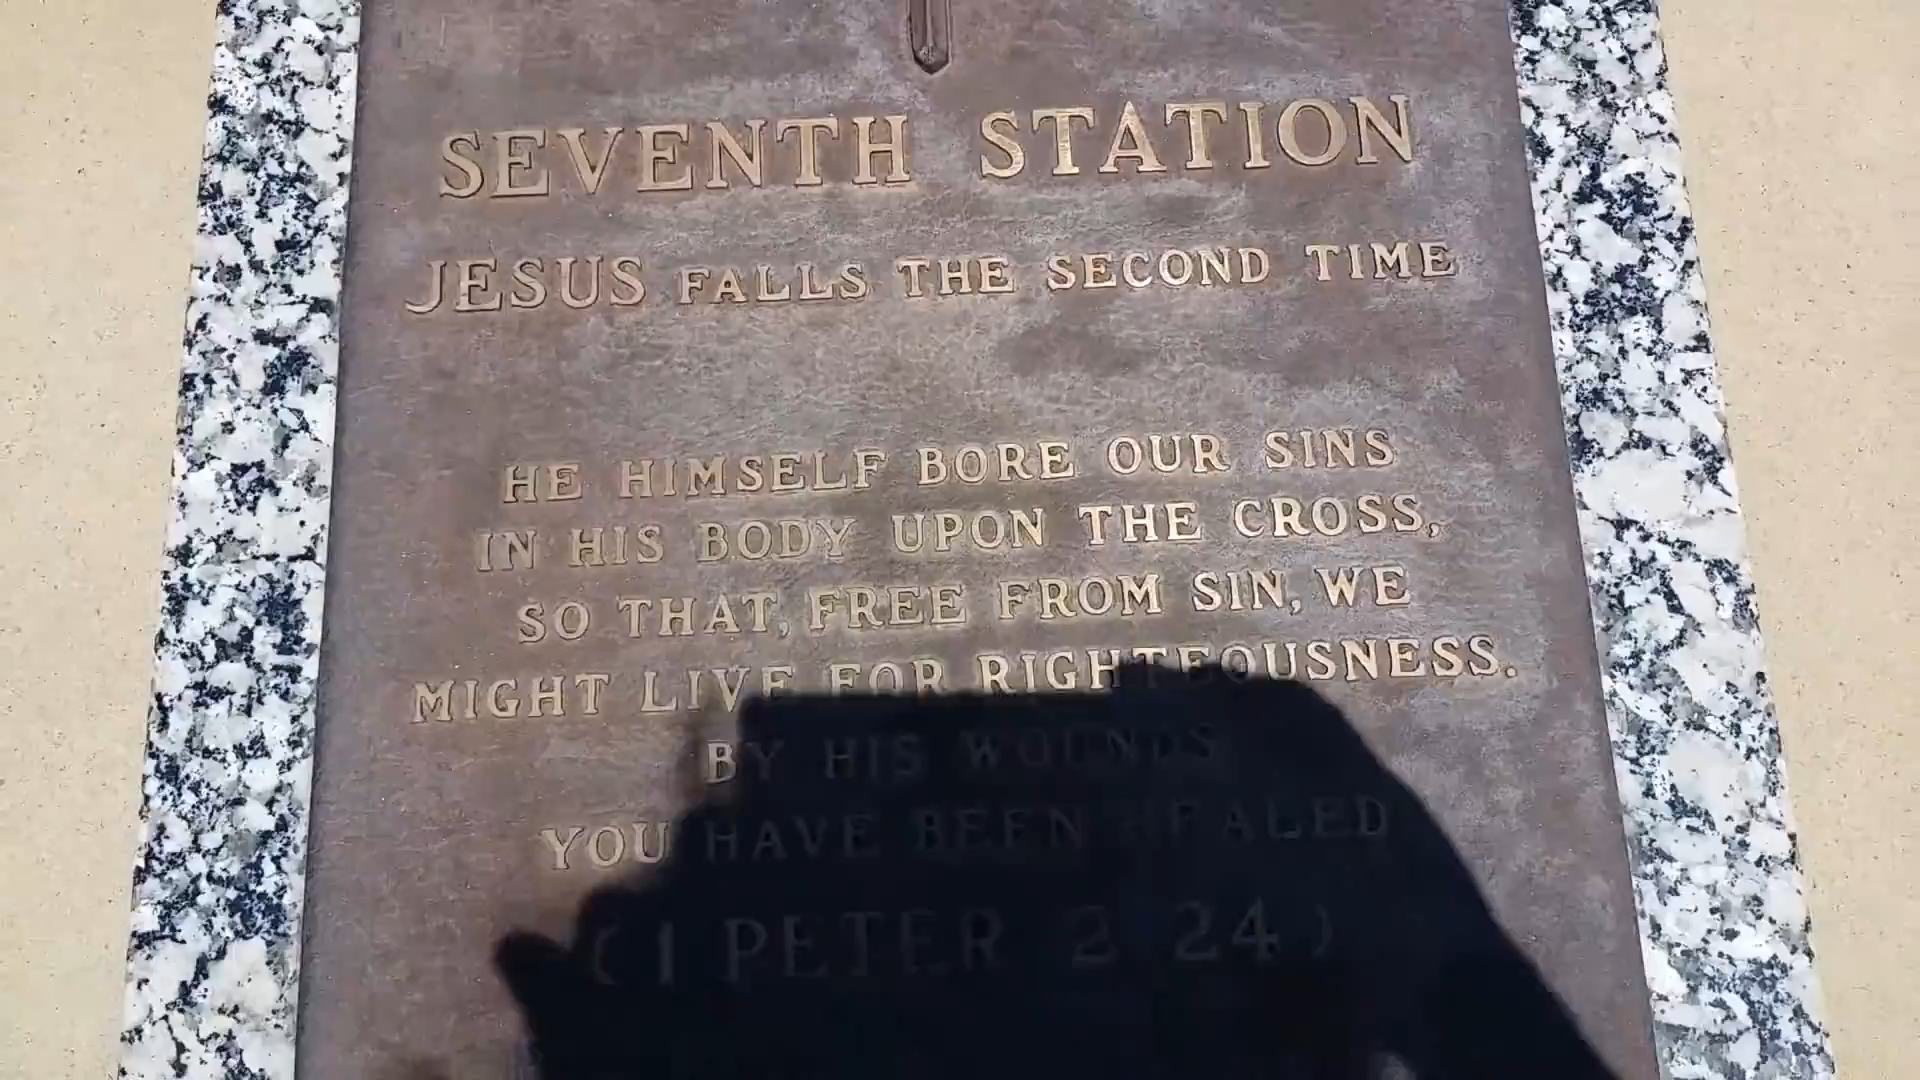 SEVENTH STATION
JESUS FALLS THE SECOND TIME
HE HIMSELF BORE OUR SINS
IN HIS BODY UPON THE CROSS,
SO THAT, FREE FROM SIN, WE
MIGHT LIVE FOR RIGHTEOUSNESS.
BY HIS WOUNDS
YOU HAVE BEEN HEALED
(1 PETER 2 24)